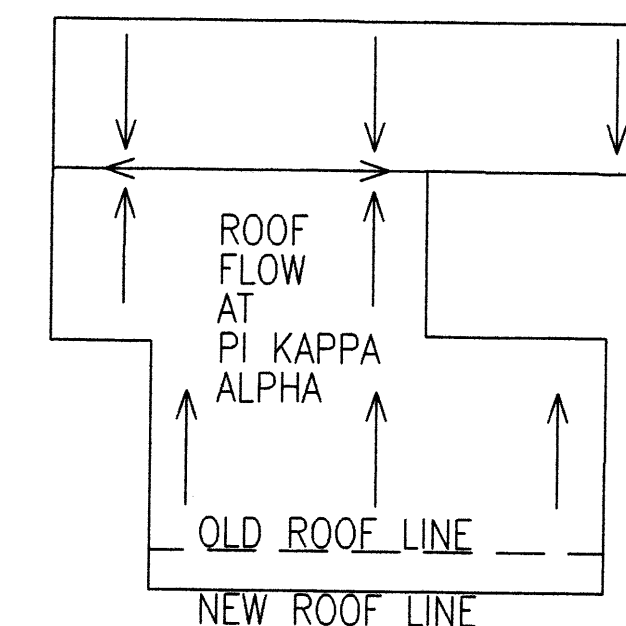 ROOF
FLOW
AT
PI KAPPA
ALPHA
OLD ROOF LINE
NEW ROOF LINE